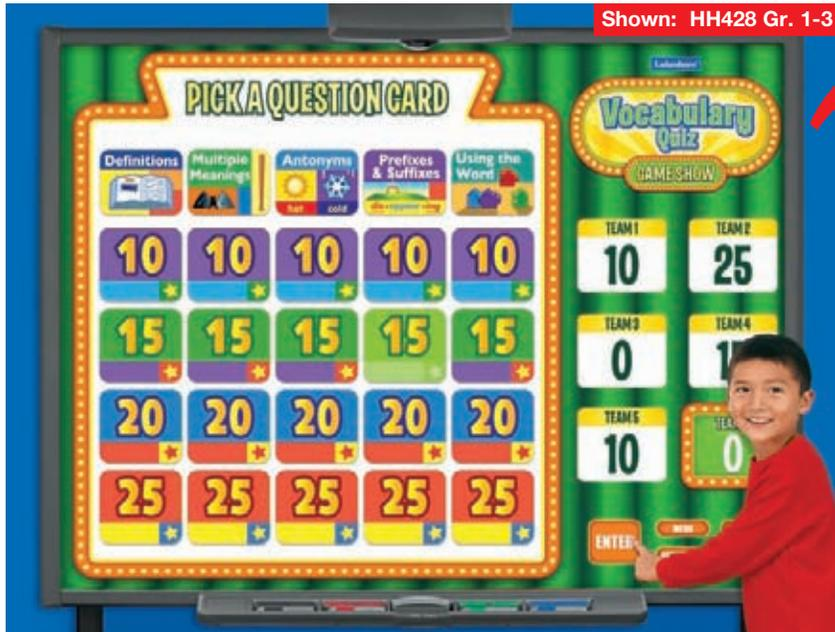 Shown: HH428 Gr. 1-3
Lakeshore
PICK A QUESTION CARD
Vocabulary
Quiz
GAME SHOW
Definitions
Multiple
Meanings
Antonyms
hot cold
Prefixes
& Suffixes
Using the
Word
10 10 10 10 10
15 15 15 15 15
20 20 20 20 20
25 25 25 25 25
TEAM 1 TEAM 2
10 25
TEAM 3 TEAM 4
0
TEAM 5
10 0
ENTER
MENU